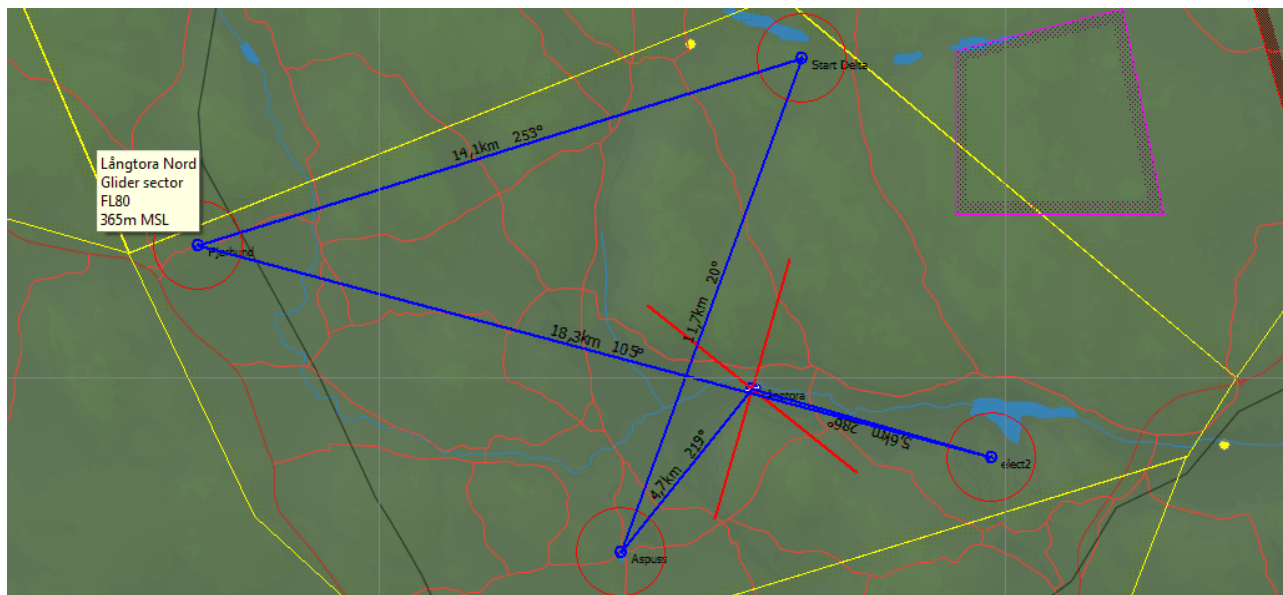 Start Delta
14,1km 253°
Långtora Nord
Glider sector
FL80
365m MSL
11,7km 20°
18,3km 105°
5,6km 286°
elect2
4,7km 219°
Aspuss